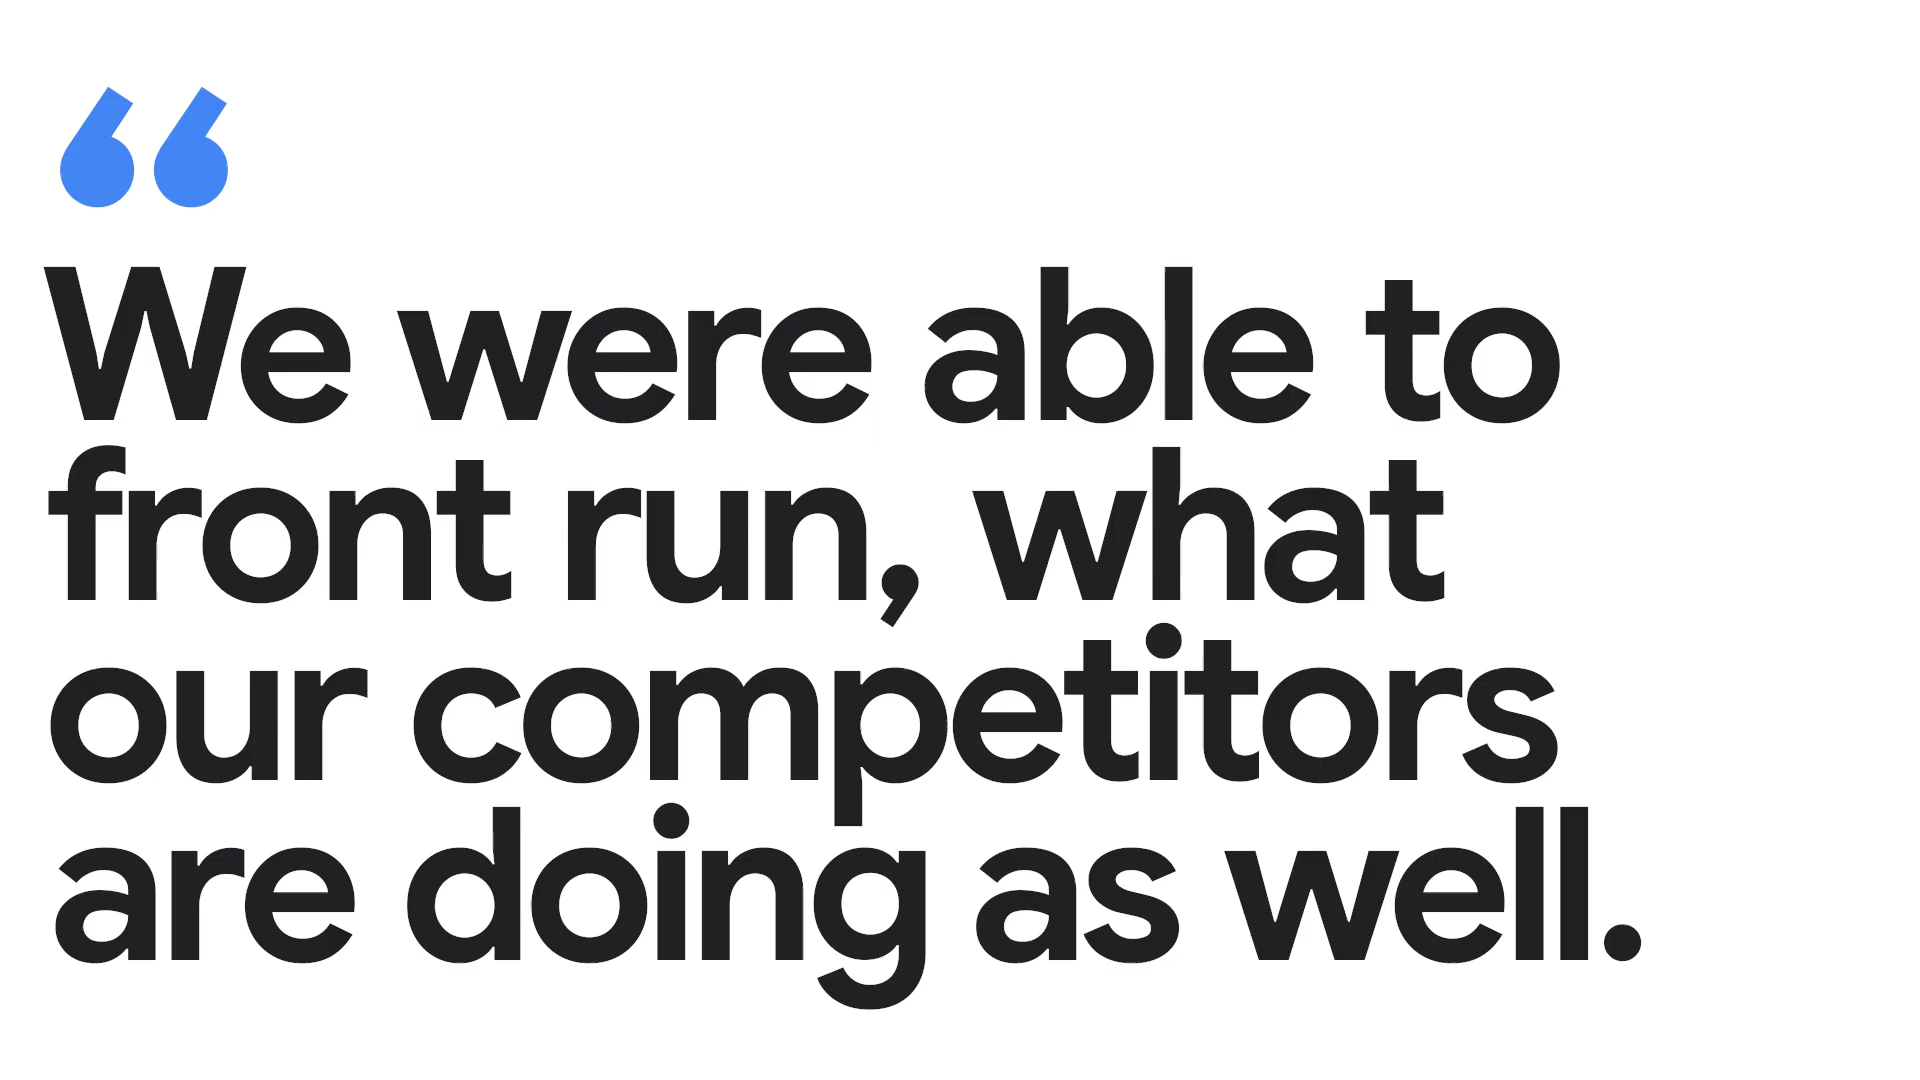 “
We were able to
front run, what
our competitors
are doing as well.